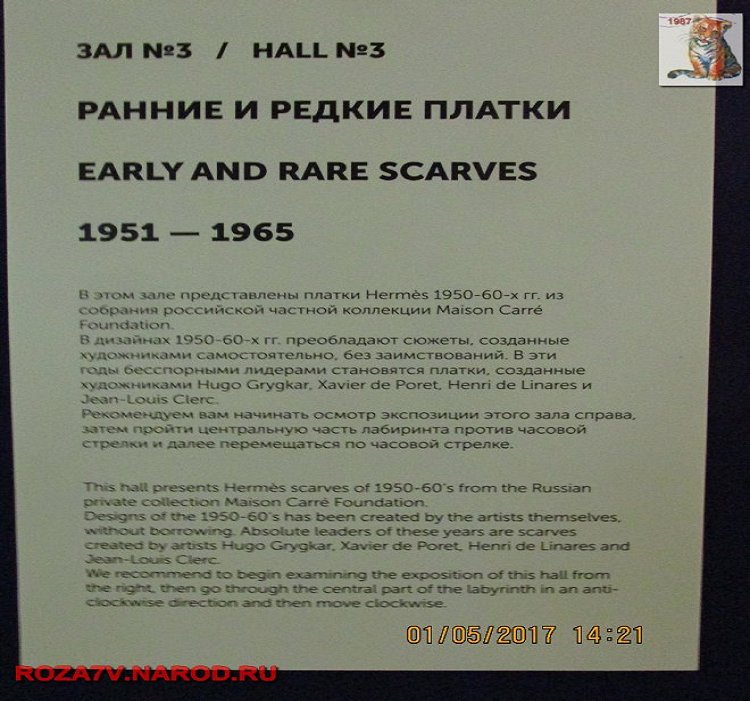 1987
ЗАЛ №3 / HALL №3
РАННИЕ И РЕДКИЕ ПЛАТКИ
EARLY AND RARE SCARVES
1951 — 1965
В этом зале представлены платки Hermès 1950-60-х гг. из
собрания российской частной коллекции Maison Carré
Foundation.
В дизайнах 1950-60-х гг. преобладают сюжеты, созданные
художниками самостоятельно, без заимствований. В эти
годы бесспорными лидерами становятся платки, созданные
художниками Hugo Grygkar, Xavier de Poret, Henri de Linares и
Jean-Louis Clerc.
Рекомендуем вам начинать осмотр экспозиции этого зала справа,
затем пройти центральную часть лабиринта против часовой
стрелки и далее перемещаться по часовой стрелке.
This hall presents Hermès scarves of 1950-60's from the Russian
private collection Maison Carré Foundation.
Designs of the 1950-60's has been created by the artists themselves,
without borrowing. Absolute leaders of these years are scarves
created by artists Hugo Grygkar, Xavier de Poret, Henri de Linares and
Jean-Louis Clerc.
We recommend to begin examining the exposition of this hall from
the right, then go through the central part of the labyrinth in an anti-
clockwise direction and then move clockwise.
01/05/2017 14:21
ROZA7V.NAROD.RU